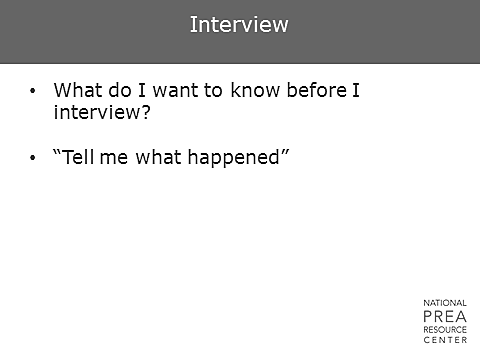 Interview
• What do I want to know before I
interview?
• “Tell me what happened”
NATIONAL
PREA
RESOURCE
CENTER